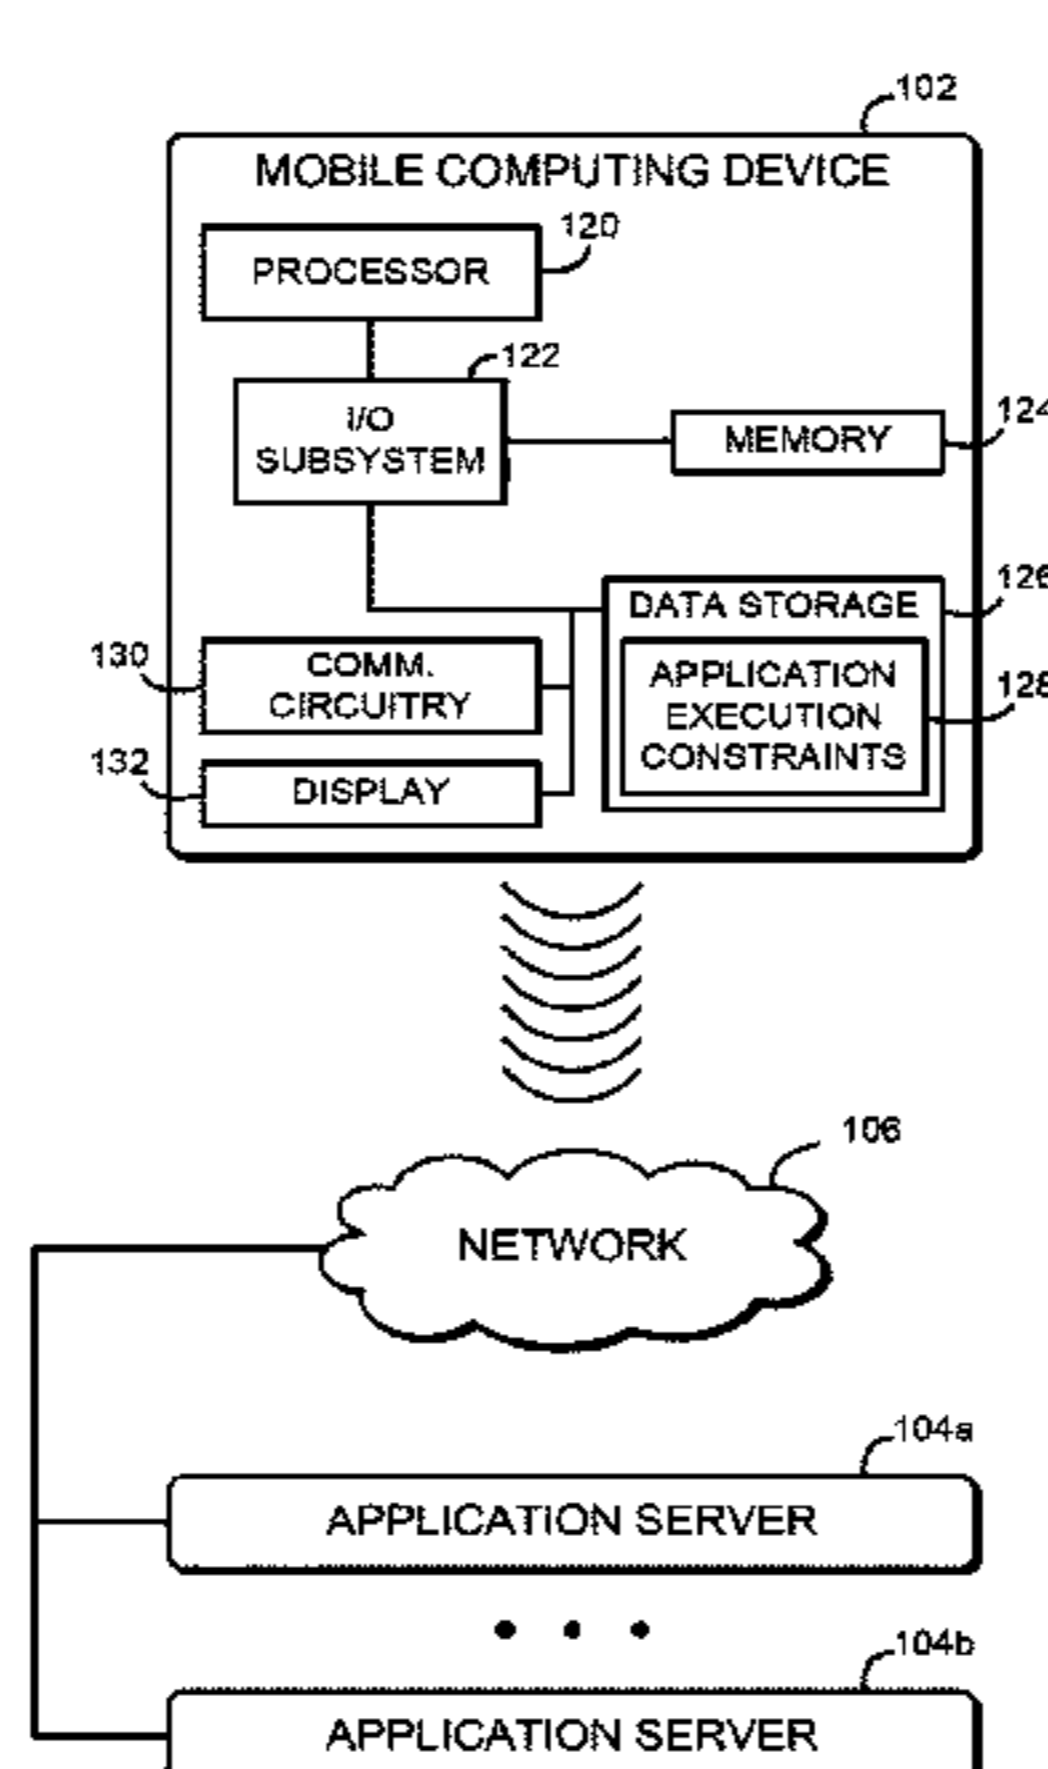 102
MOBILE COMPUTING DEVICE
120
PROCESSOR
122
I/O
SUBSYSTEM
124
MEMORY
126
DATA STORAGE
130
COMM.
CIRCUITRY
128
APPLICATION
EXECUTION
CONSTRAINTS
132
DISPLAY
106
NETWORK
104a
APPLICATION SERVER
• • •
104b
APPLICATION SERVER